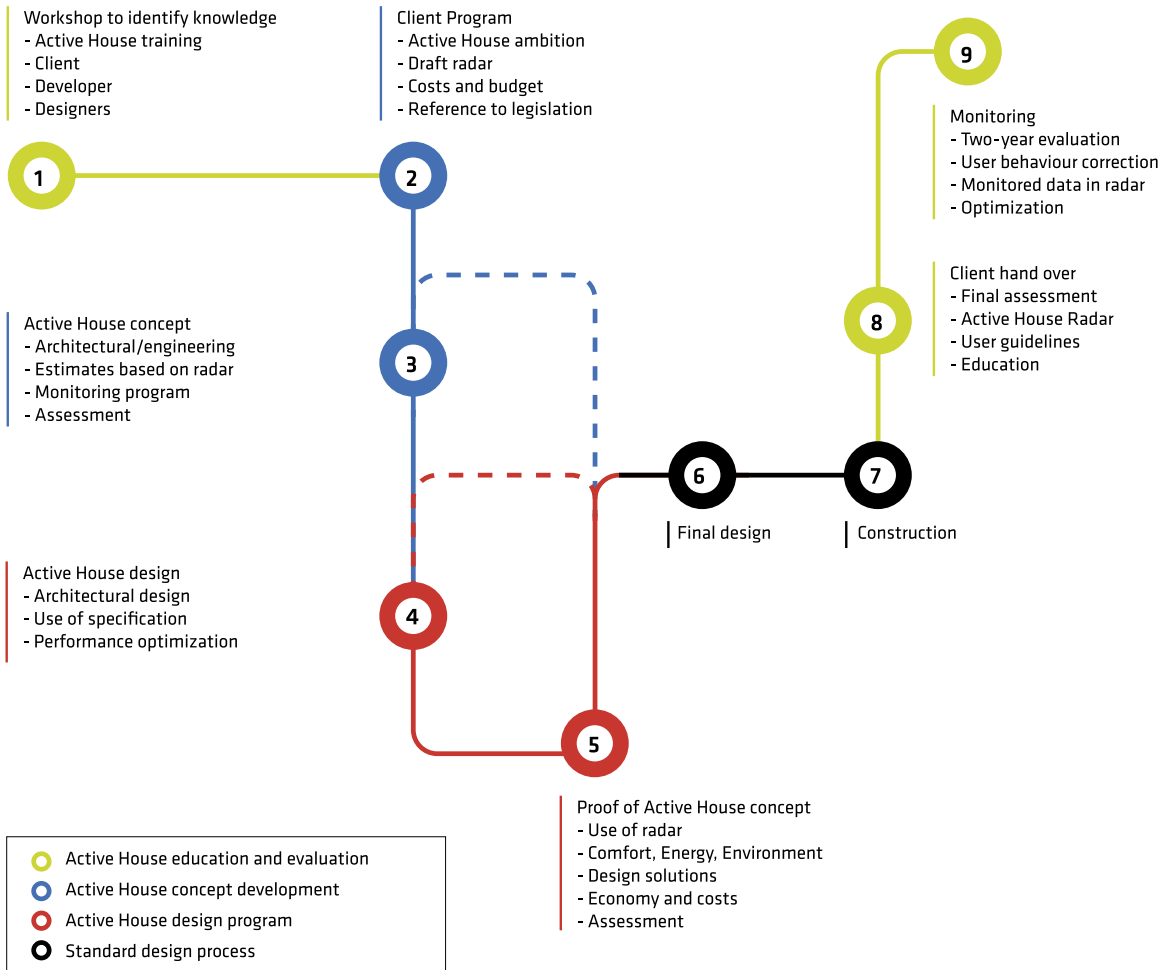 Workshop to identify knowledge
- Active House training
- Client
- Developer
- Designers
1
Client Program
- Active House ambition
- Draft radar
- Costs and budget
- Reference to legislation
2
Active House concept
- Architectural/engineering
- Estimates based on radar
- Monitoring program
- Assessment
3
Active House design
- Architectural design
- Use of specification
- Performance optimization
4
5
Proof of Active House concept
- Use of radar
- Comfort, Energy, Environment
- Design solutions
- Economy and costs
- Assessment
6
Final design
7
Construction
8
Client hand over
- Final assessment
- Active House Radar
- User guidelines
- Education
9
Monitoring
- Two-year evaluation
- User behaviour correction
- Monitored data in radar
- Optimization
Active House education and evaluation
Active House concept development
Active House design program
Standard design process